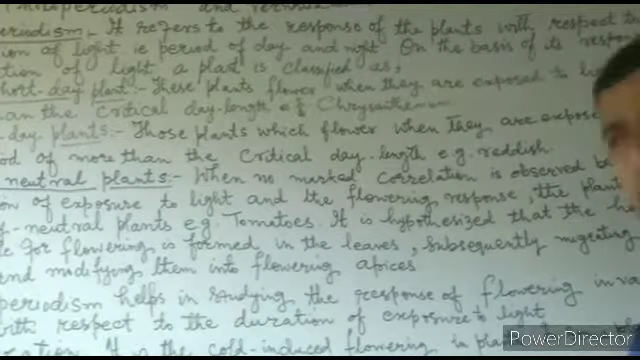 and
periodism:- It refers to the response of the plants with respect to
ion of light ie period of day and night On the basis of its respon
tion of light a plant is classified as,
hort-day plant:- These plants flower when they are exposed to li
an the critical day-length e.g Chrysanthe
-day plants:- Those plants which flower when they are expose
od of more than the critical day-length e.g. reddish.
neutral plants:- When no marked correlation is observed be
on of exposure to light and the flowering response, the plant
f-neutral plants e.g. Tomatoes. It is hypothesized that the ho
le for flowering is formed in the leaves, subsequently migrating
and modifying them into flowering apices
periodism helps in studying the response of flowering in va
with respect to the duration of exposure to light
the cold-induced flowering in plan
PowerDirector